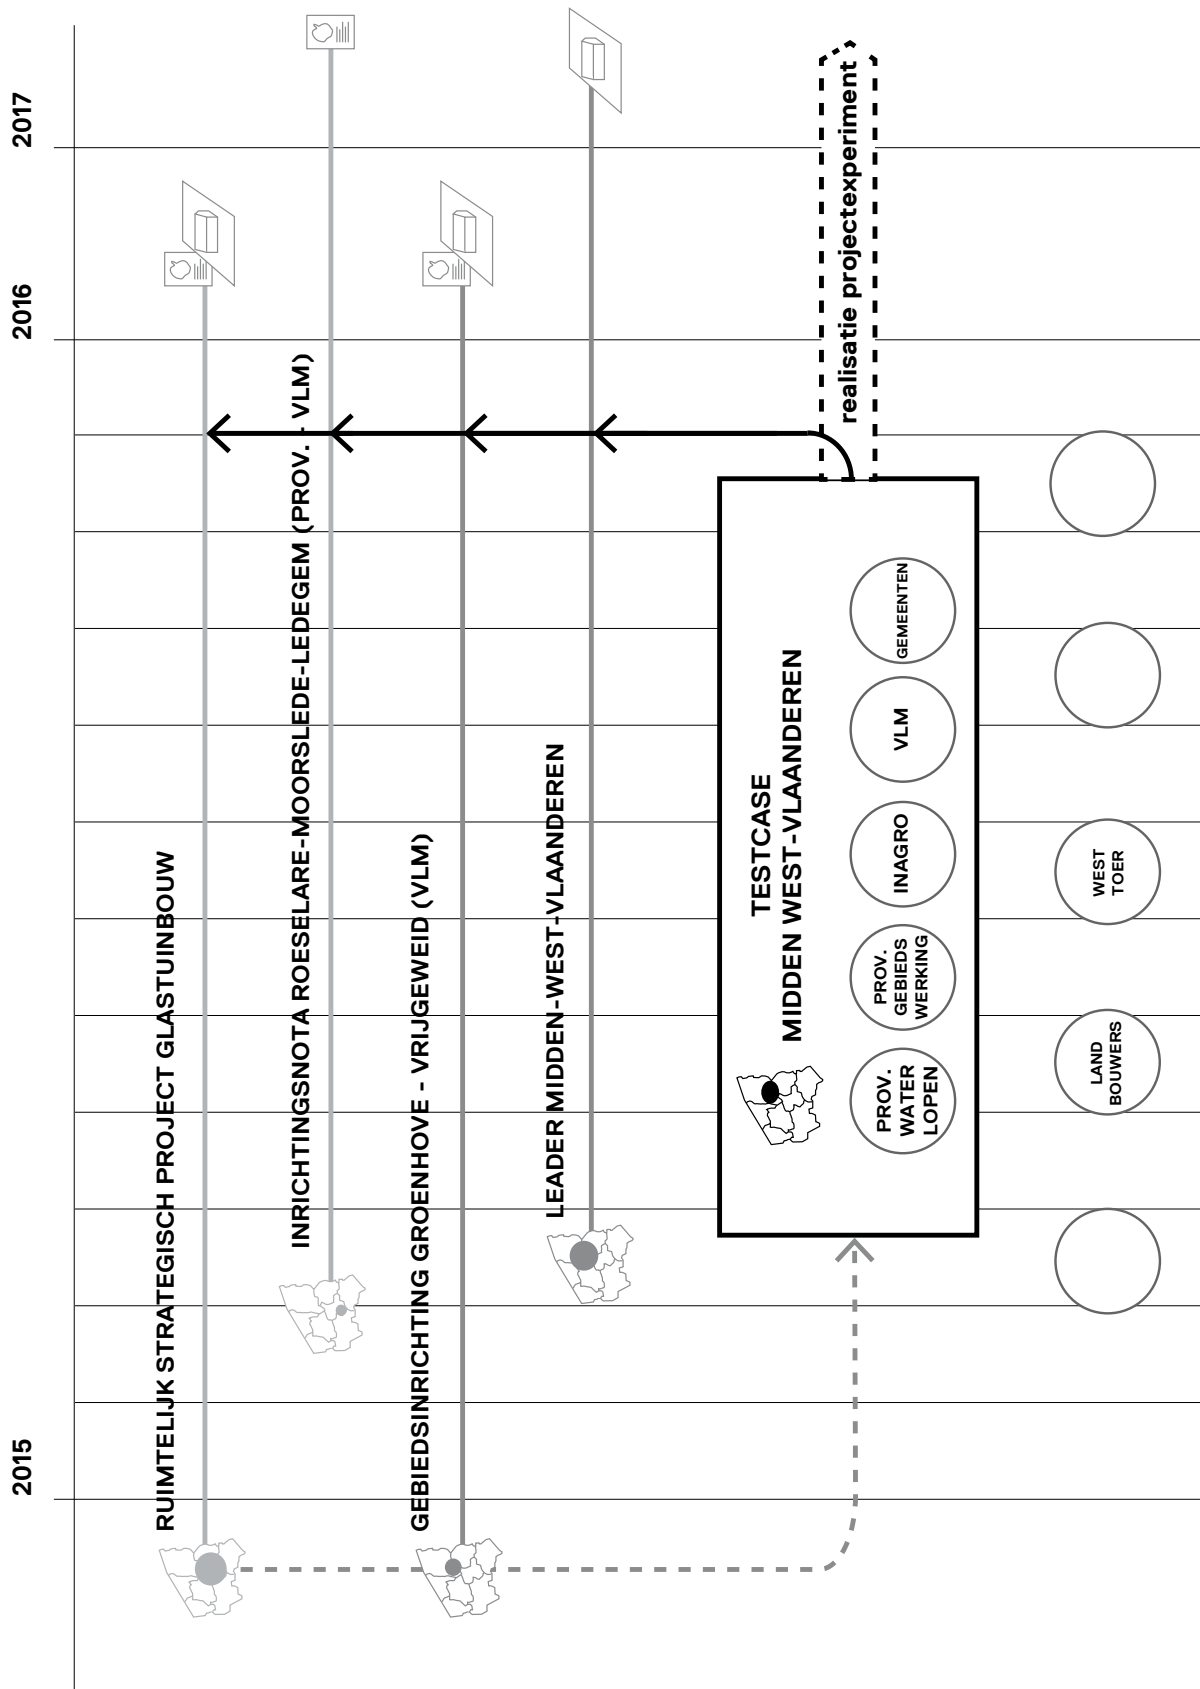 2015
2016
2017
RUIMTELIJK STRATEGISCH PROJECT GLASTUINBOUW
INRICHTINGSNOTA ROESELARE-MOORSLEDE-LEDEGEM (PROV. - VLM)
GEBIEDSINRICHTING GROENHOVE - VRIJGEWEID (VLM)
LEADER MIDDEN-WEST-VLAANDEREN
TESTCASE
MIDDEN WEST-VLAANDEREN
realisatie projectexperiment
PROV.
WATER
LOPEN
PROV.
GEBIEDS
WERKING
INAGRO
VLM
GEMEENTEN
LAND
BOUWERS
WEST
TOER